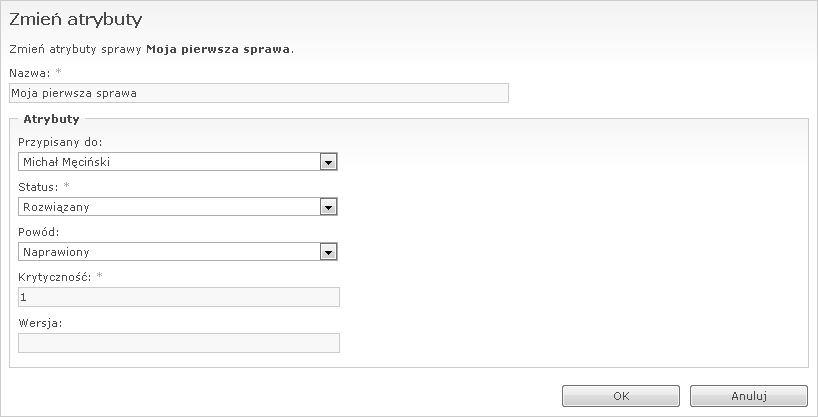 Zmień atrybuty
Zmień atrybuty sprawy Moja pierwsza sprawa.
Nazwa: *
Moja pierwsza sprawa
Atrybuty
Przypisany do:
Michał Męciński
Status: *
Rozwiązany
Powód:
Naprawiony
Krytyczność: *
1
Wersja:
OK Anuluj